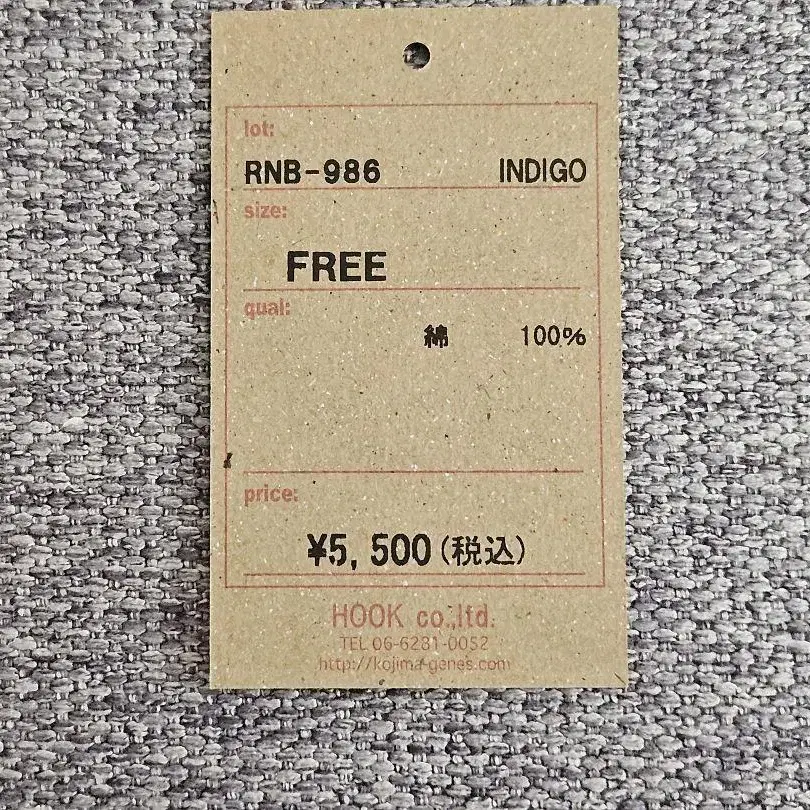 lot:
RNB-986 INDIGO
size:
FREE
qual:
綿 100%
price:
¥5,500(税込)
HOOK co.,ltd.
TEL 06-6281-0052
http://kojima-genes.com